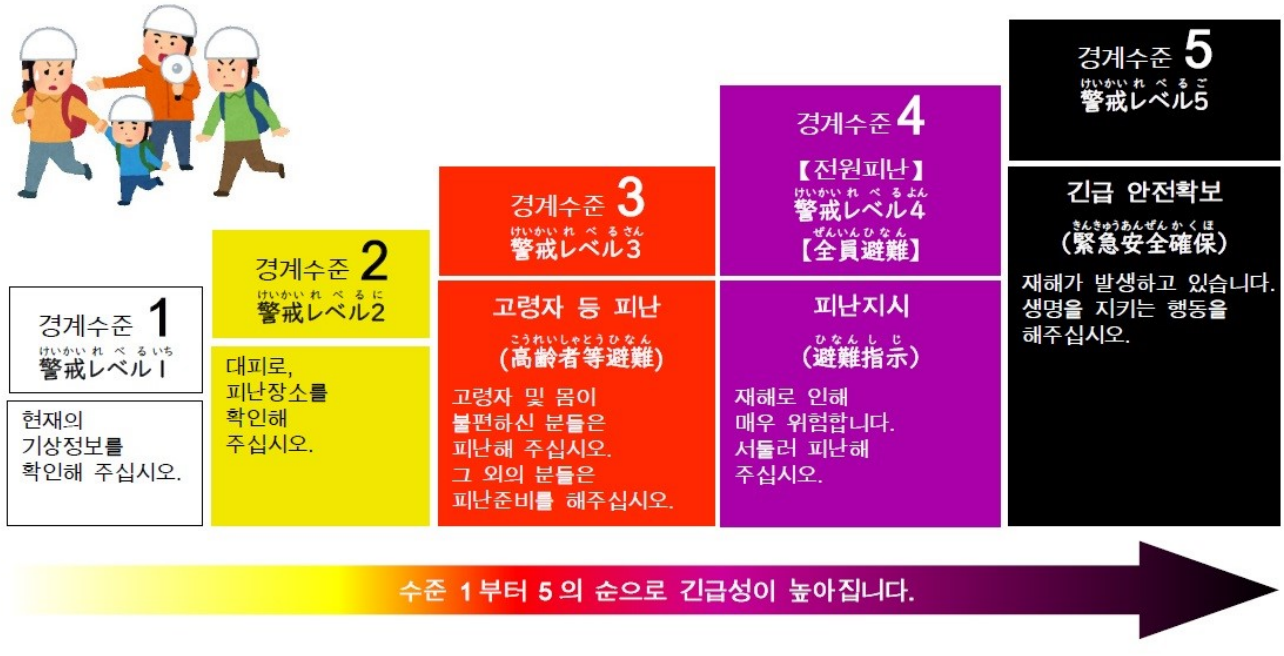 경계수준 1
けいかいれべるいち
警戒レベル1
현재의
기상정보를
확인해 주십시오.
경계수준 2
けいかいれべるに
警戒レベル2
대피로,
피난장소를
확인해
주십시오.
경계수준 3
けいかいれべるさん
警戒レベル3
고령자 등 피난
こうれいしゃとうひなん
(高齢者等避難)
고령자 및 몸이
불편하신 분들은
피난해 주십시오.
그 외의 분들은
피난준비를 해주십시오.
경계수준 4
【전원피난】
けいかいれべるよん
警戒レベル4
ぜんいんひなん
【全員避難】
피난지시
ひなんしじ
(避難指示)
재해로 인해
매우 위험합니다.
서둘러 피난해
주십시오.
경계수준 5
けいかいれべるご
警戒レベル5
긴급 안전확보
きんきゅうあんぜんかくほ
(緊急安全確保)
재해가 발생하고 있습니다.
생명을 지키는 행동을
해주십시오.
수준 1부터 5의 순으로 긴급성이 높아집니다.